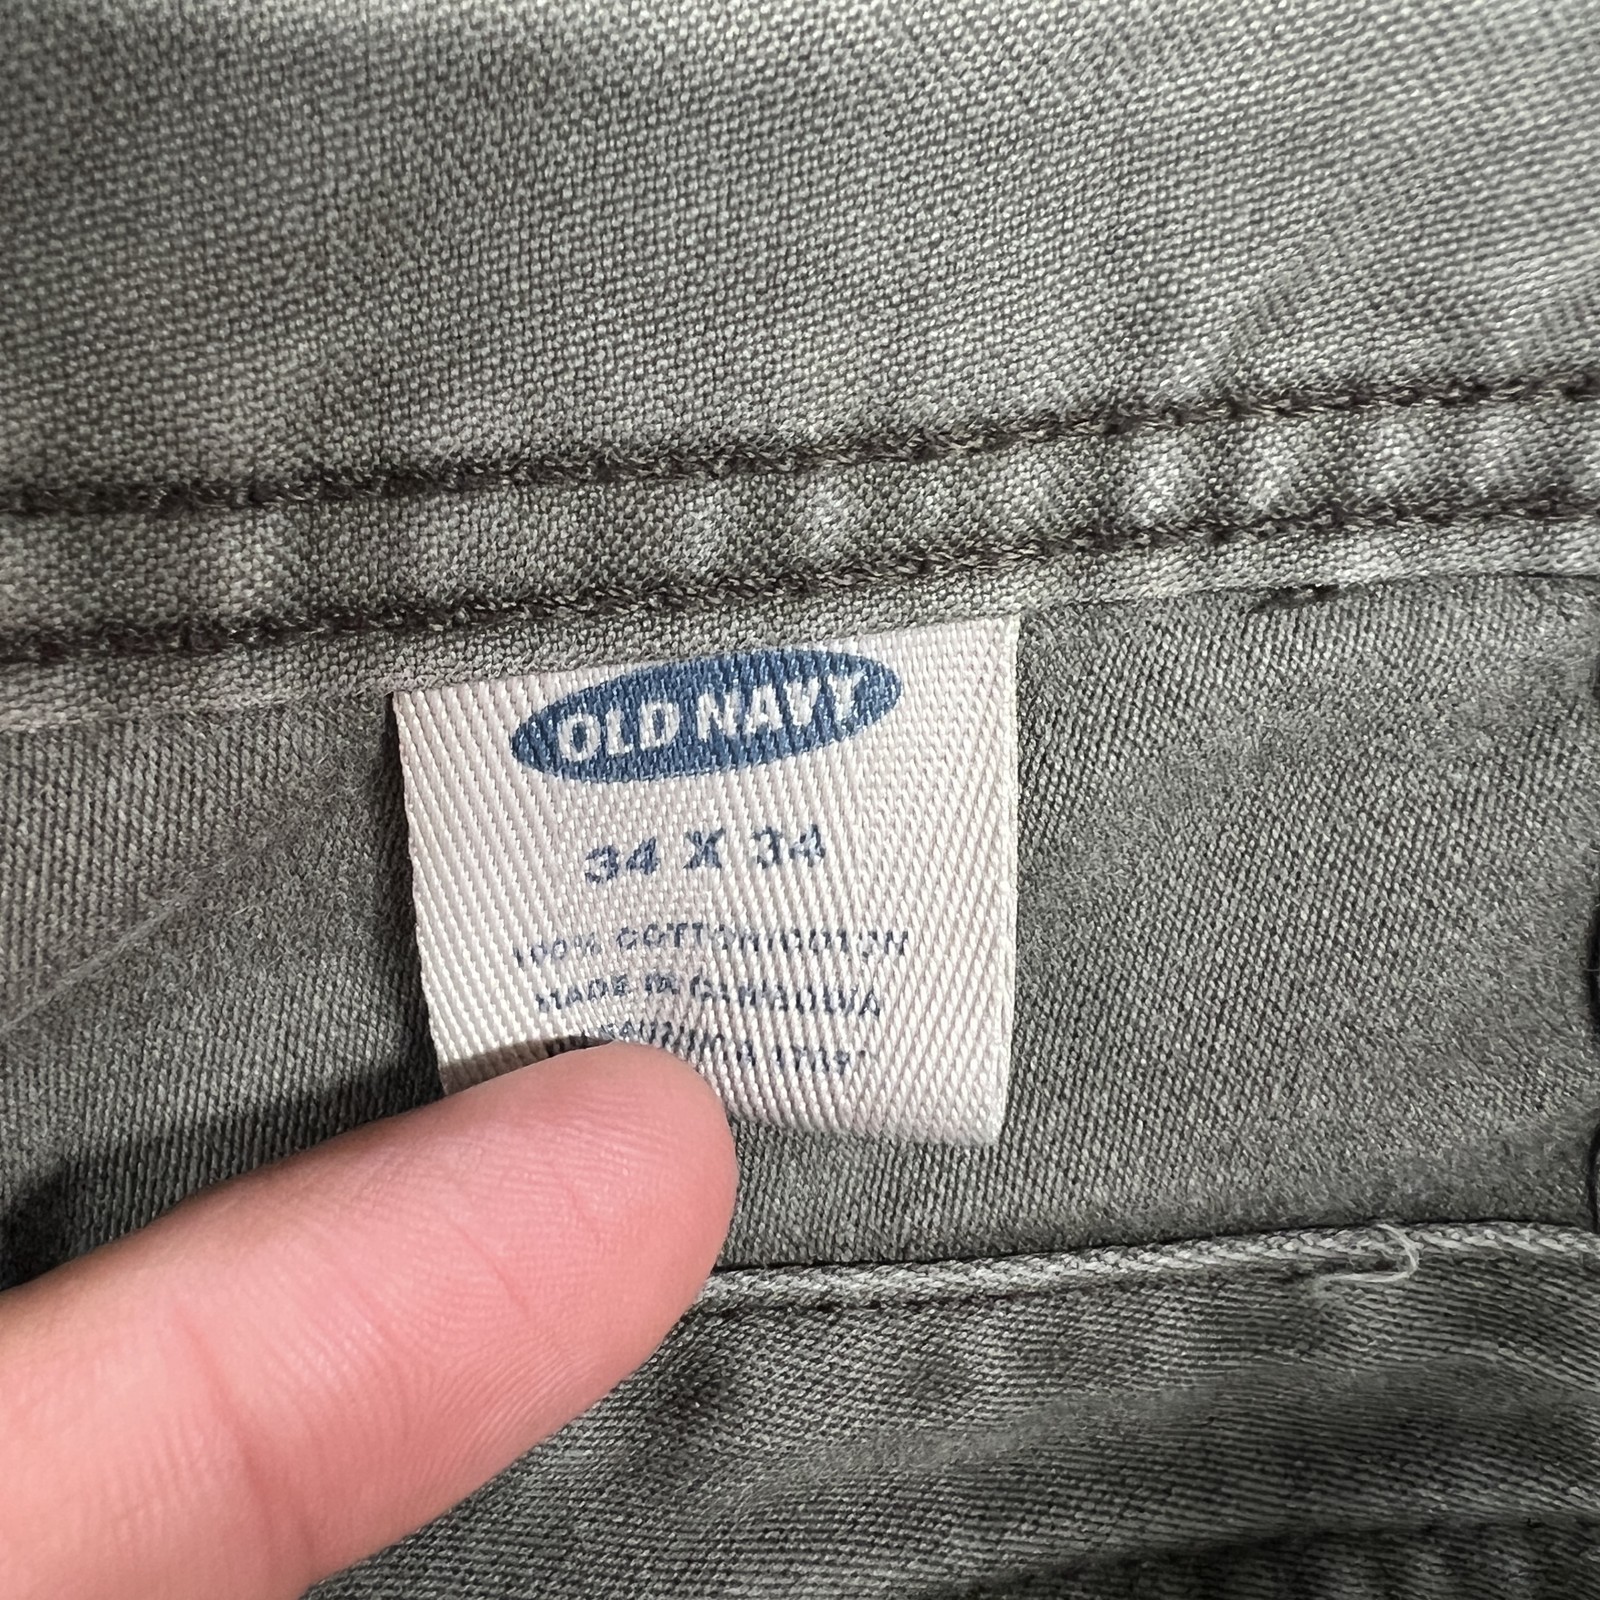 OLD NAVY
34 X 34
100% COTTON/COTON
MADE IN CAMBODIA